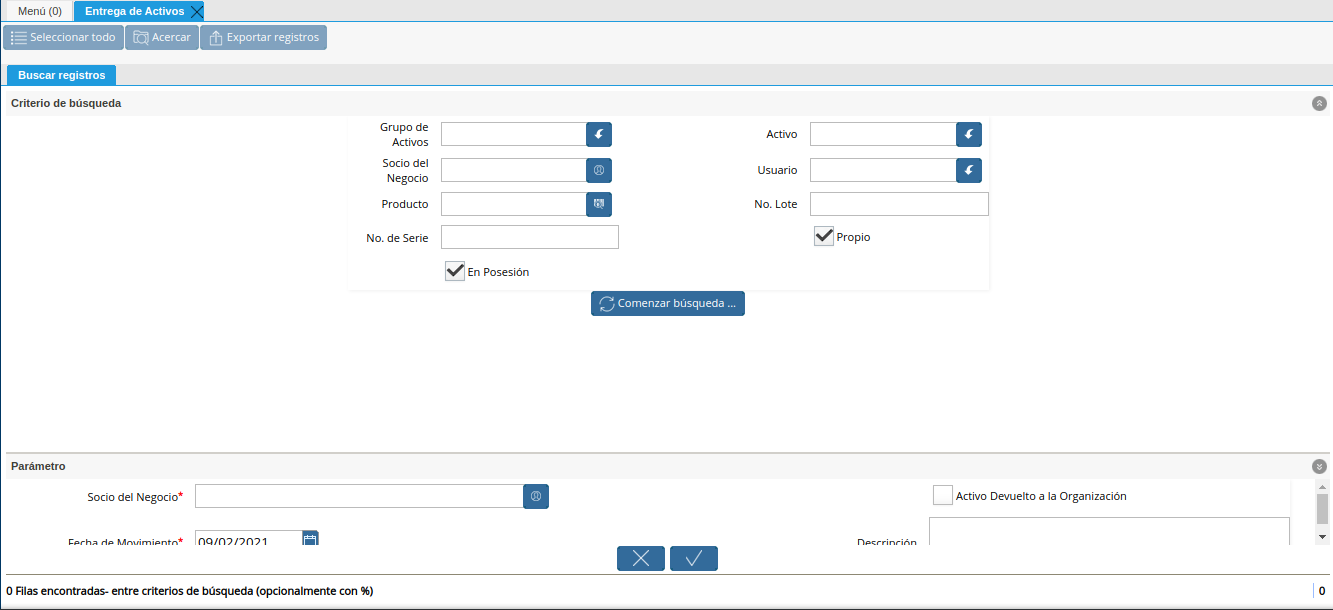 Menú (0) Entrega de Activos
Seleccionar todo Acercar Exportar registros
Buscar registros
Criterio de búsqueda
Grupo de
Activos
Activo
Socio del
Negocio
Usuario
Producto
No. Lote
No. de Serie
Propio
En Posesión
Comenzar búsqueda ...
Parámetro
Socio del Negocio*
Activo Devuelto a la Organización
Fecha de Movimiento* 09/02/2021
Descripción
0 Filas encontradas- entre criterios de búsqueda (opcionalmente con %) 0